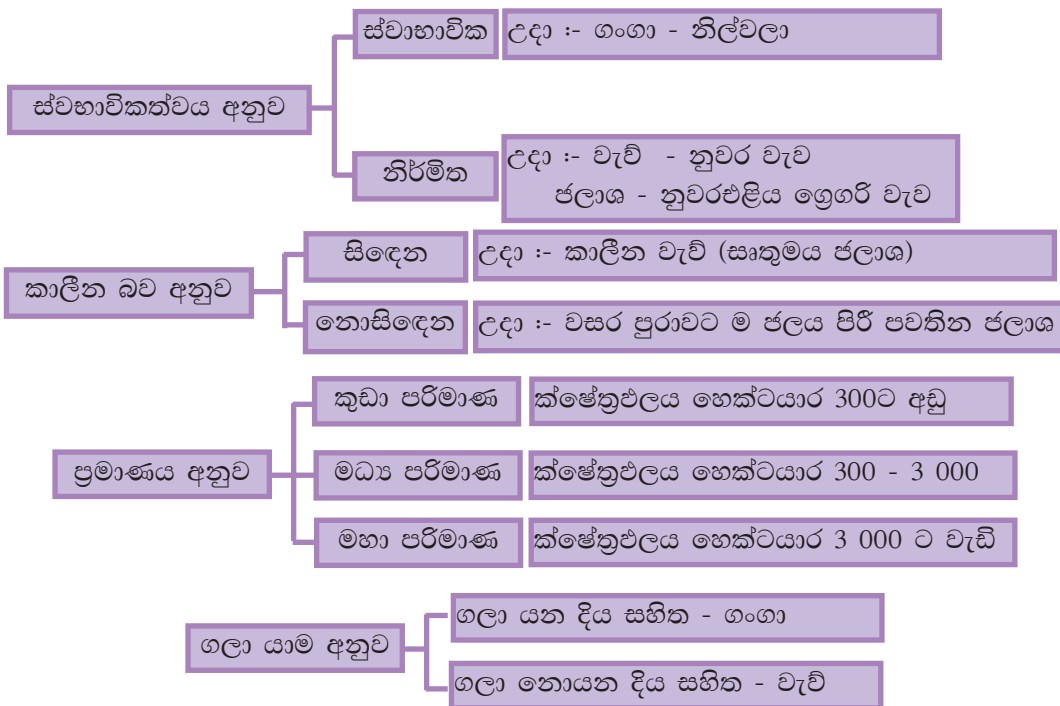 ස්වභාවිකත්වය අනුව
ස්වාභාවික
උදා :- ගංගා - නිල්වලා
නිර්මිත
උදා :- වැව් - නුවර වැව
ජලාශ - නුවරඑළිය ග්‍රෙගරි වැව
කාලීන බව අනුව
සිඳෙන
උදා :- කාලීන වැව් (සෘතුමය ජලාශ)
නොසිඳෙන
උදා :- වසර පුරාවට ම ජලය පිරී පවතින ජලාශ
ප්‍රමාණය අනුව
කුඩා පරිමාණ
ක්ෂේත්‍රඵලය හෙක්ටයාර 300ට අඩු
මධ්‍ය පරිමාණ
ක්ෂේත්‍රඵලය හෙක්ටයාර 300 - 3 000
මහා පරිමාණ
ක්ෂේත්‍රඵලය හෙක්ටයාර 3 000 ට වැඩි
ගලා යාම අනුව
ගලා යන දිය සහිත - ගංගා
ගලා නොයන දිය සහිත - වැව්